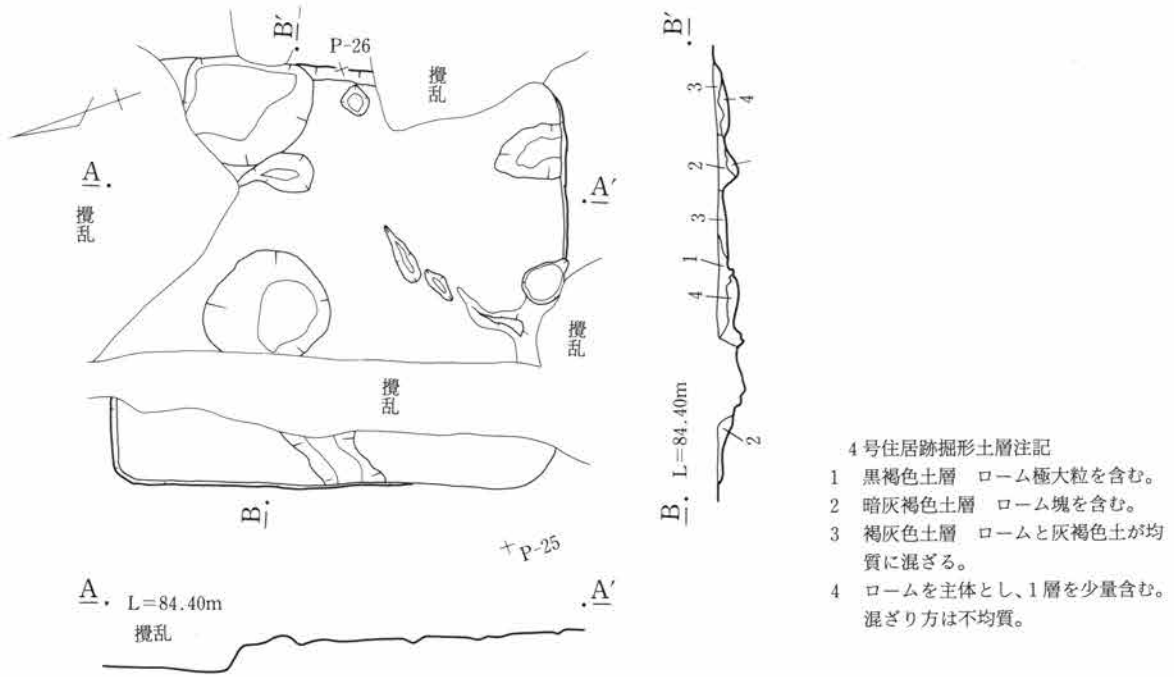 B'
P-26
攪乱
A
攪乱
A'
攪乱
攪乱
B
P-25
A L=84.40m A'
攪乱
B'
3
4
2
3
1
4
2
B L=84.40m
4号住居跡掘形土層注記
1 黒褐色土層 ローム極大粒を含む。
2 暗灰褐色土層 ローム塊を含む。
3 褐灰色土層 ロームと灰褐色土が均
質に混ざる。
4 ロームを主体とし、1層を少量含む。
混ざり方は不均質。